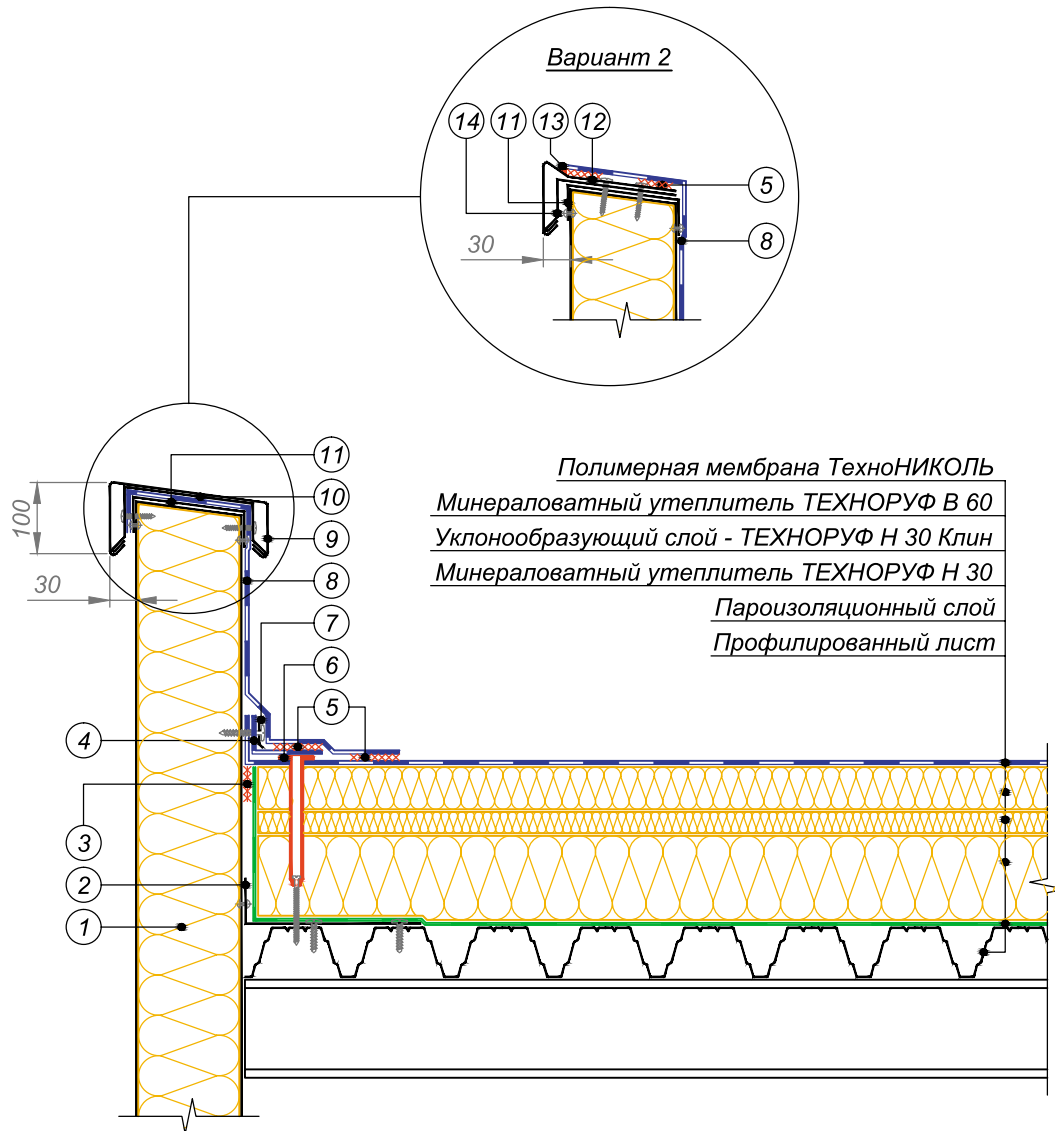 Вариант 2
14
11
13
12
5
8
30
11
10
9
8
7
6
5
100
30
4
3
2
1
Полимерная мембрана ТехноНИКОЛЬ
Минераловатный утеплитель ТЕХНОРУФ В 60
Уклонообразующий слой - ТЕХНОРУФ Н 30 Клин
Минераловатный утеплитель ТЕХНОРУФ Н 30
Пароизоляционный слой
Профилированный лист